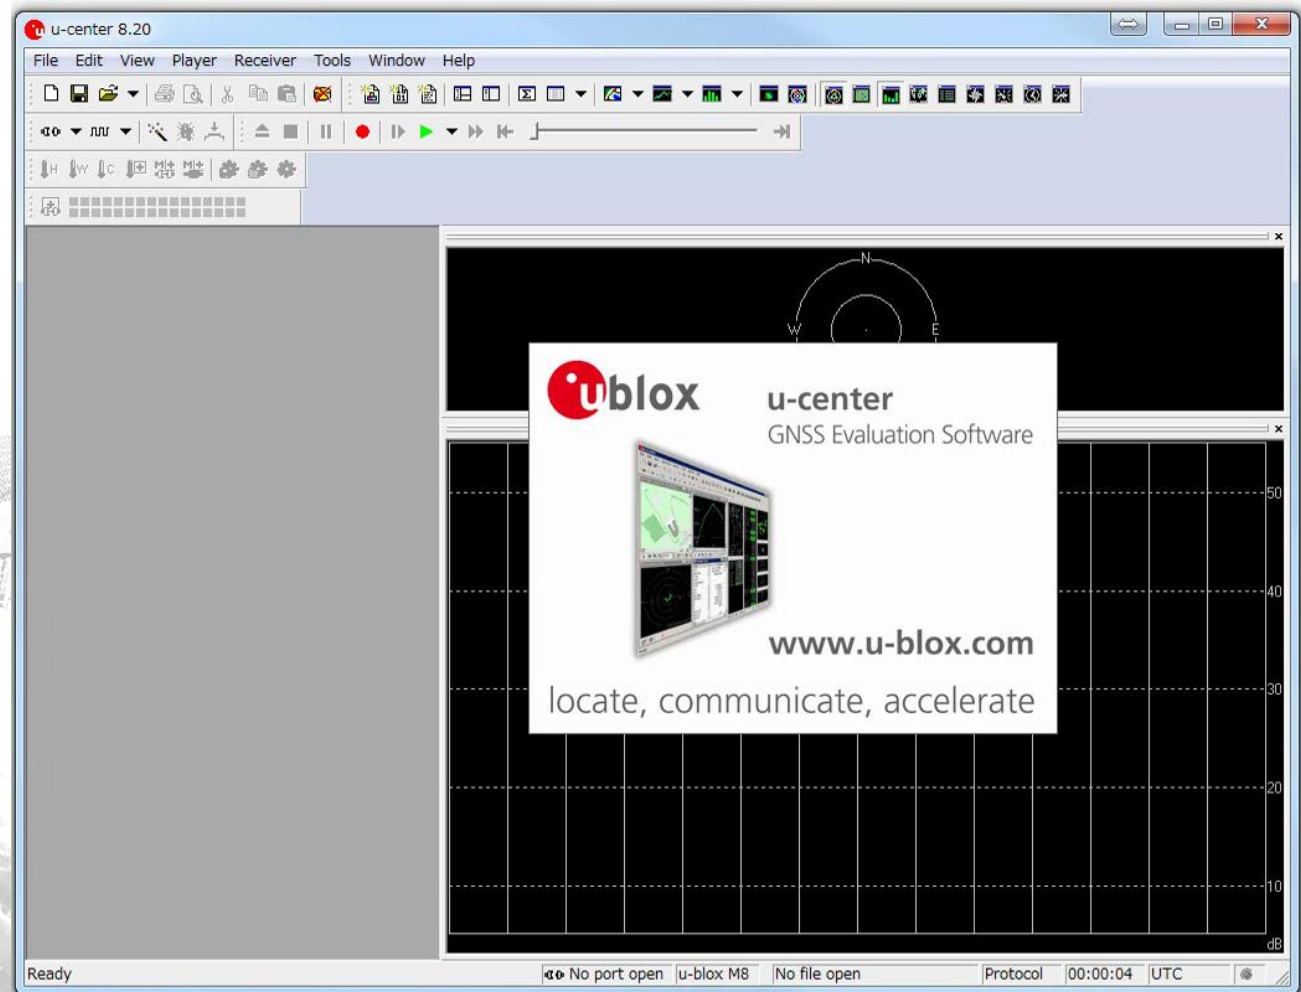 u-center 8.20
File Edit View Player Receiver Tools Window Help
N
W E
ublox
u-center
GNSS Evaluation Software
www.u-blox.com
locate, communicate, accelerate
50
40
30
20
10
dB
Ready No port open u-blox M8 No file open Protocol 00:00:04 UTC